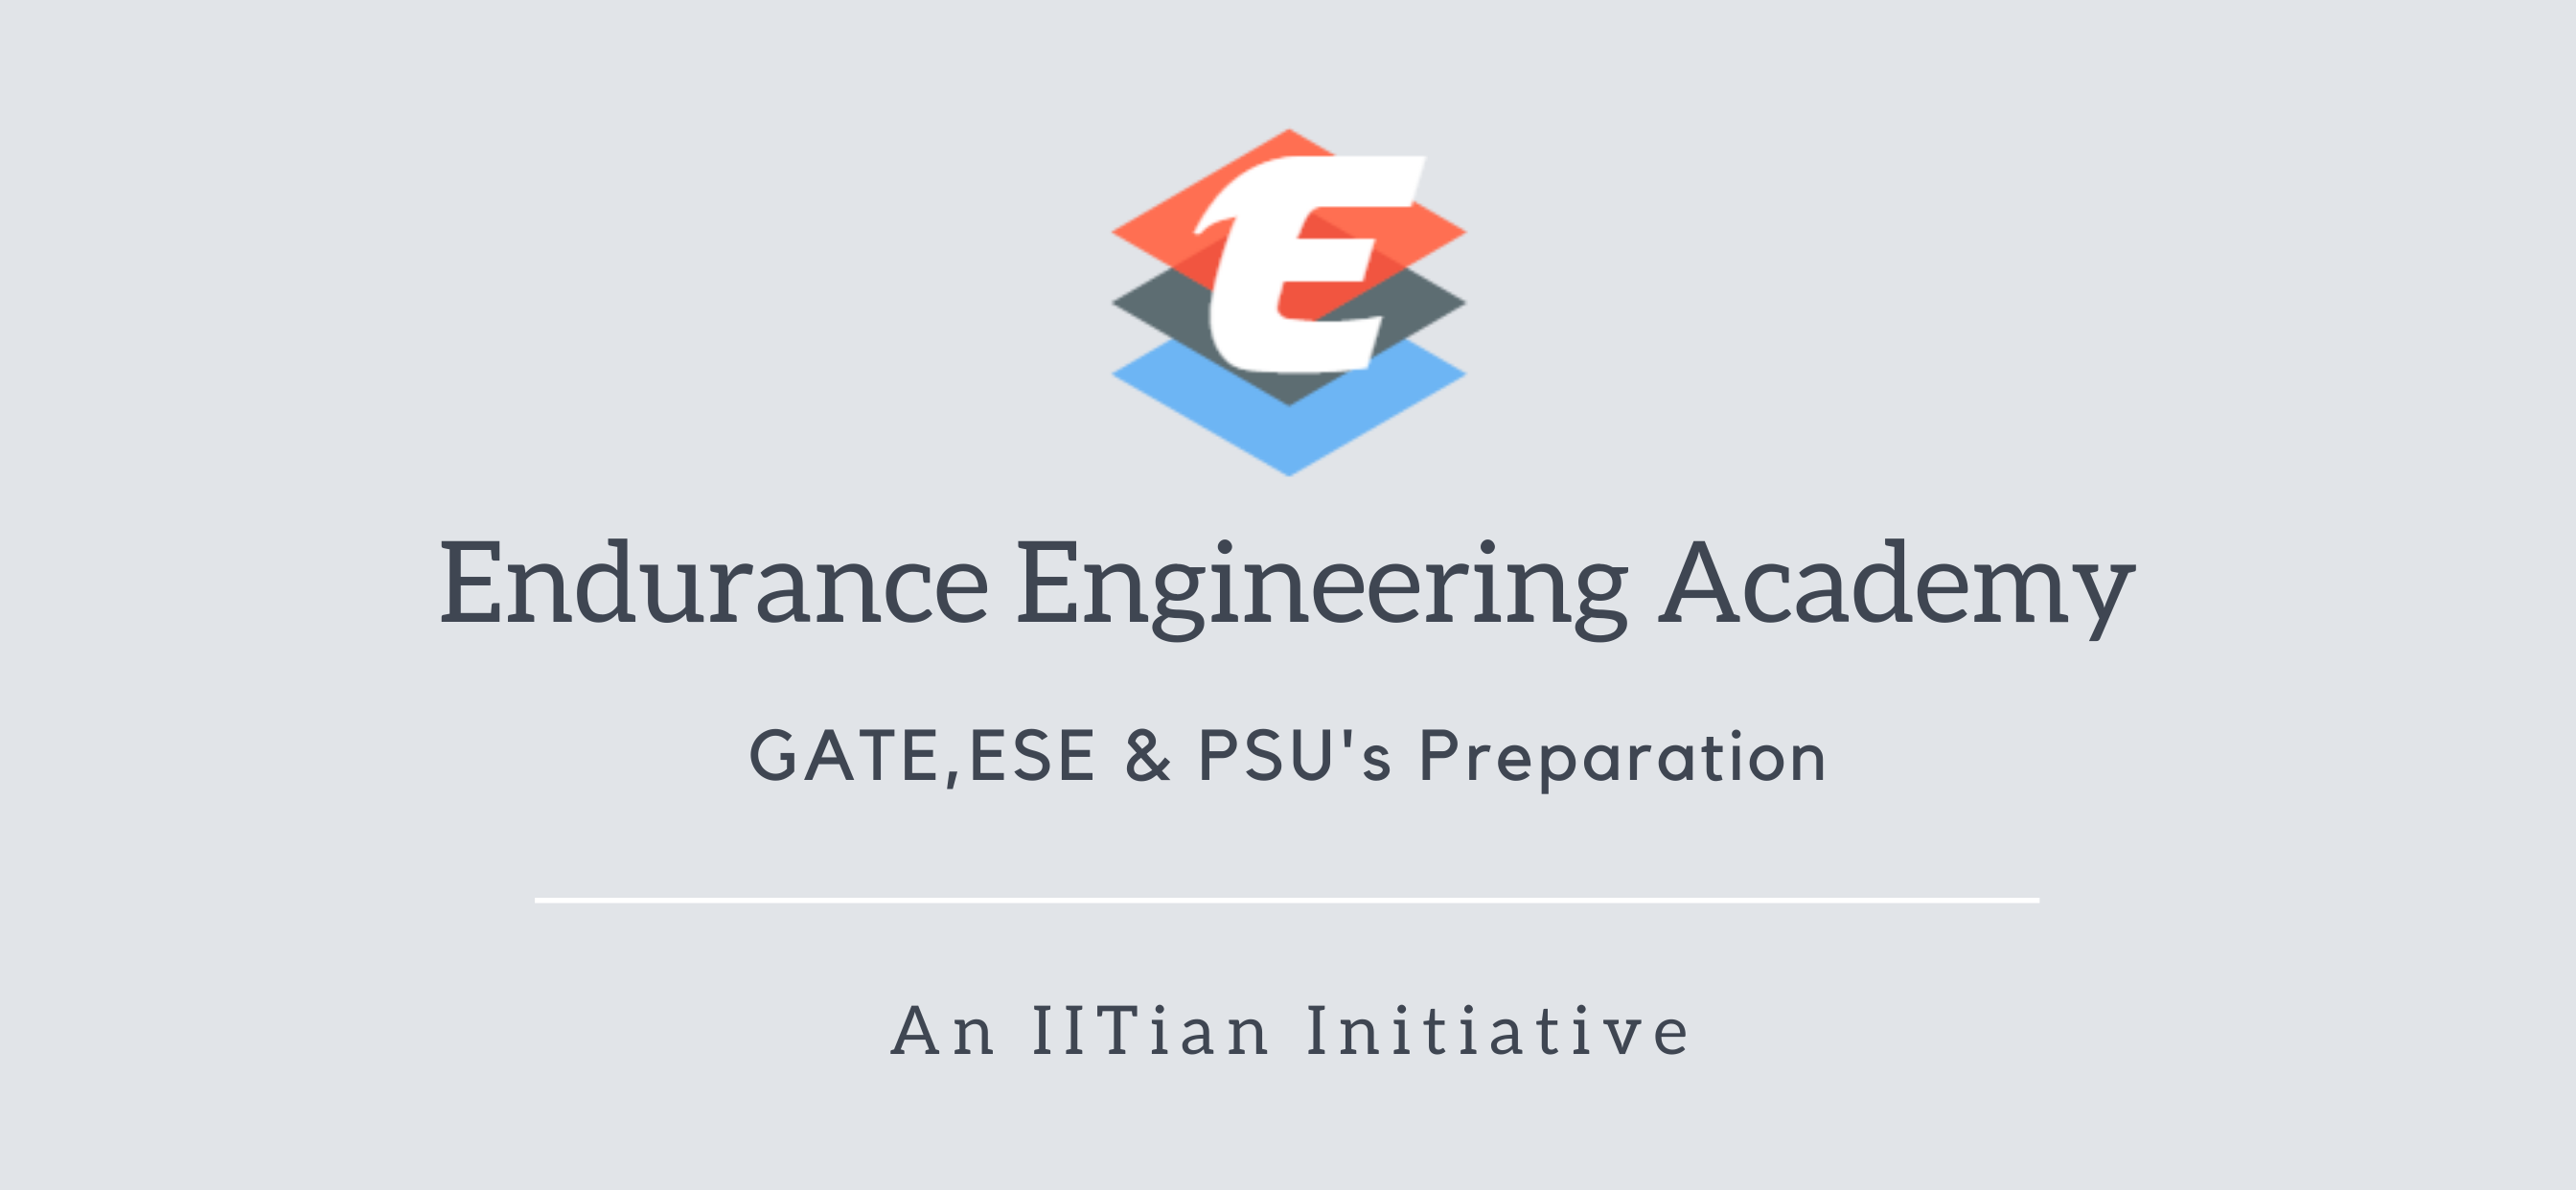 E
Endurance Engineering Academy
GATE,ESE & PSU's Preparation
An IITian Initiative